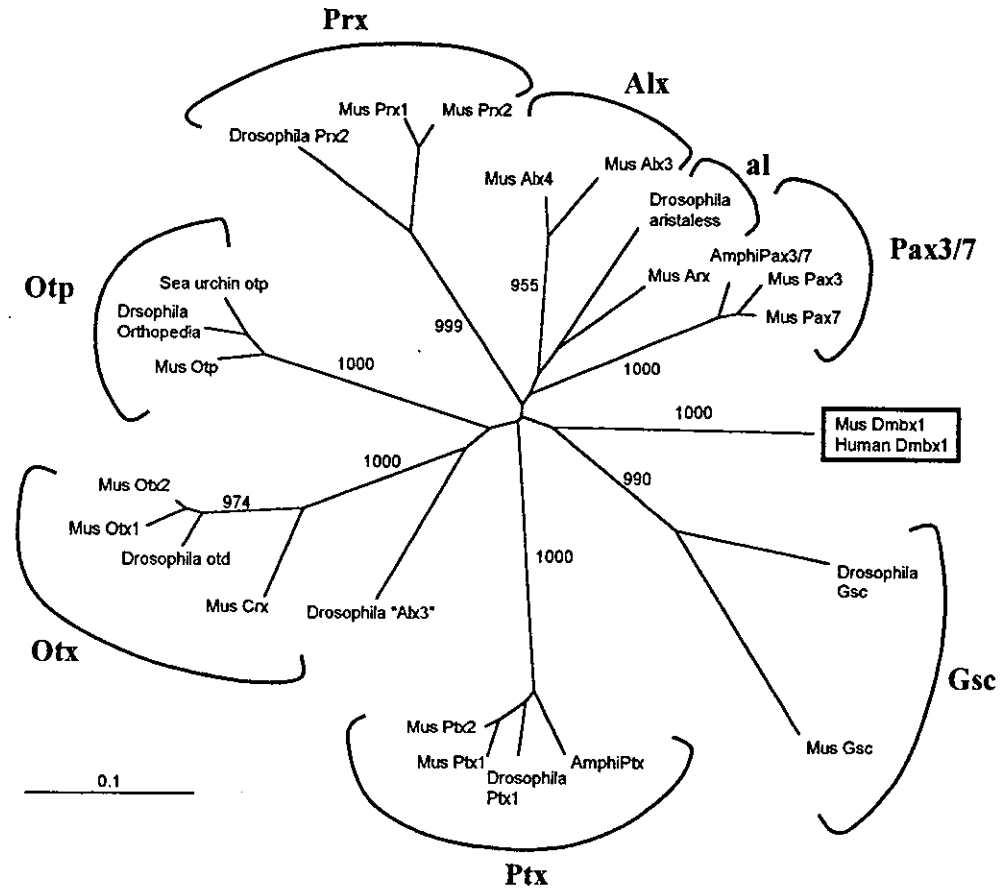 Prx
Alx
Mus Prx1
Mus Prx2
Drosophila Prx2
Mus Alx4
Mus Alx3
al
Drosophila
aristaless
Pax3/7
AmphiPax3/7
Mus Arx
Mus Pax3
Mus Pax7
Otp
Sea urchin otp
Drsophila
Orthopedia
Mus Otp
955
999
1000
1000
1000
Mus Dmbx1
Human Dmbx1
1000
990
Mus Otx2
974
Mus Otx1
Drosophila otd
Mus Crx
Drosophila "Alx3"
1000
Drosophila
Gsc
Otx
Gsc
Mus Ptx2
Mus Ptx1
Drosophila
Ptx1
AmphiPtx
Mus Gsc
0.1
Ptx